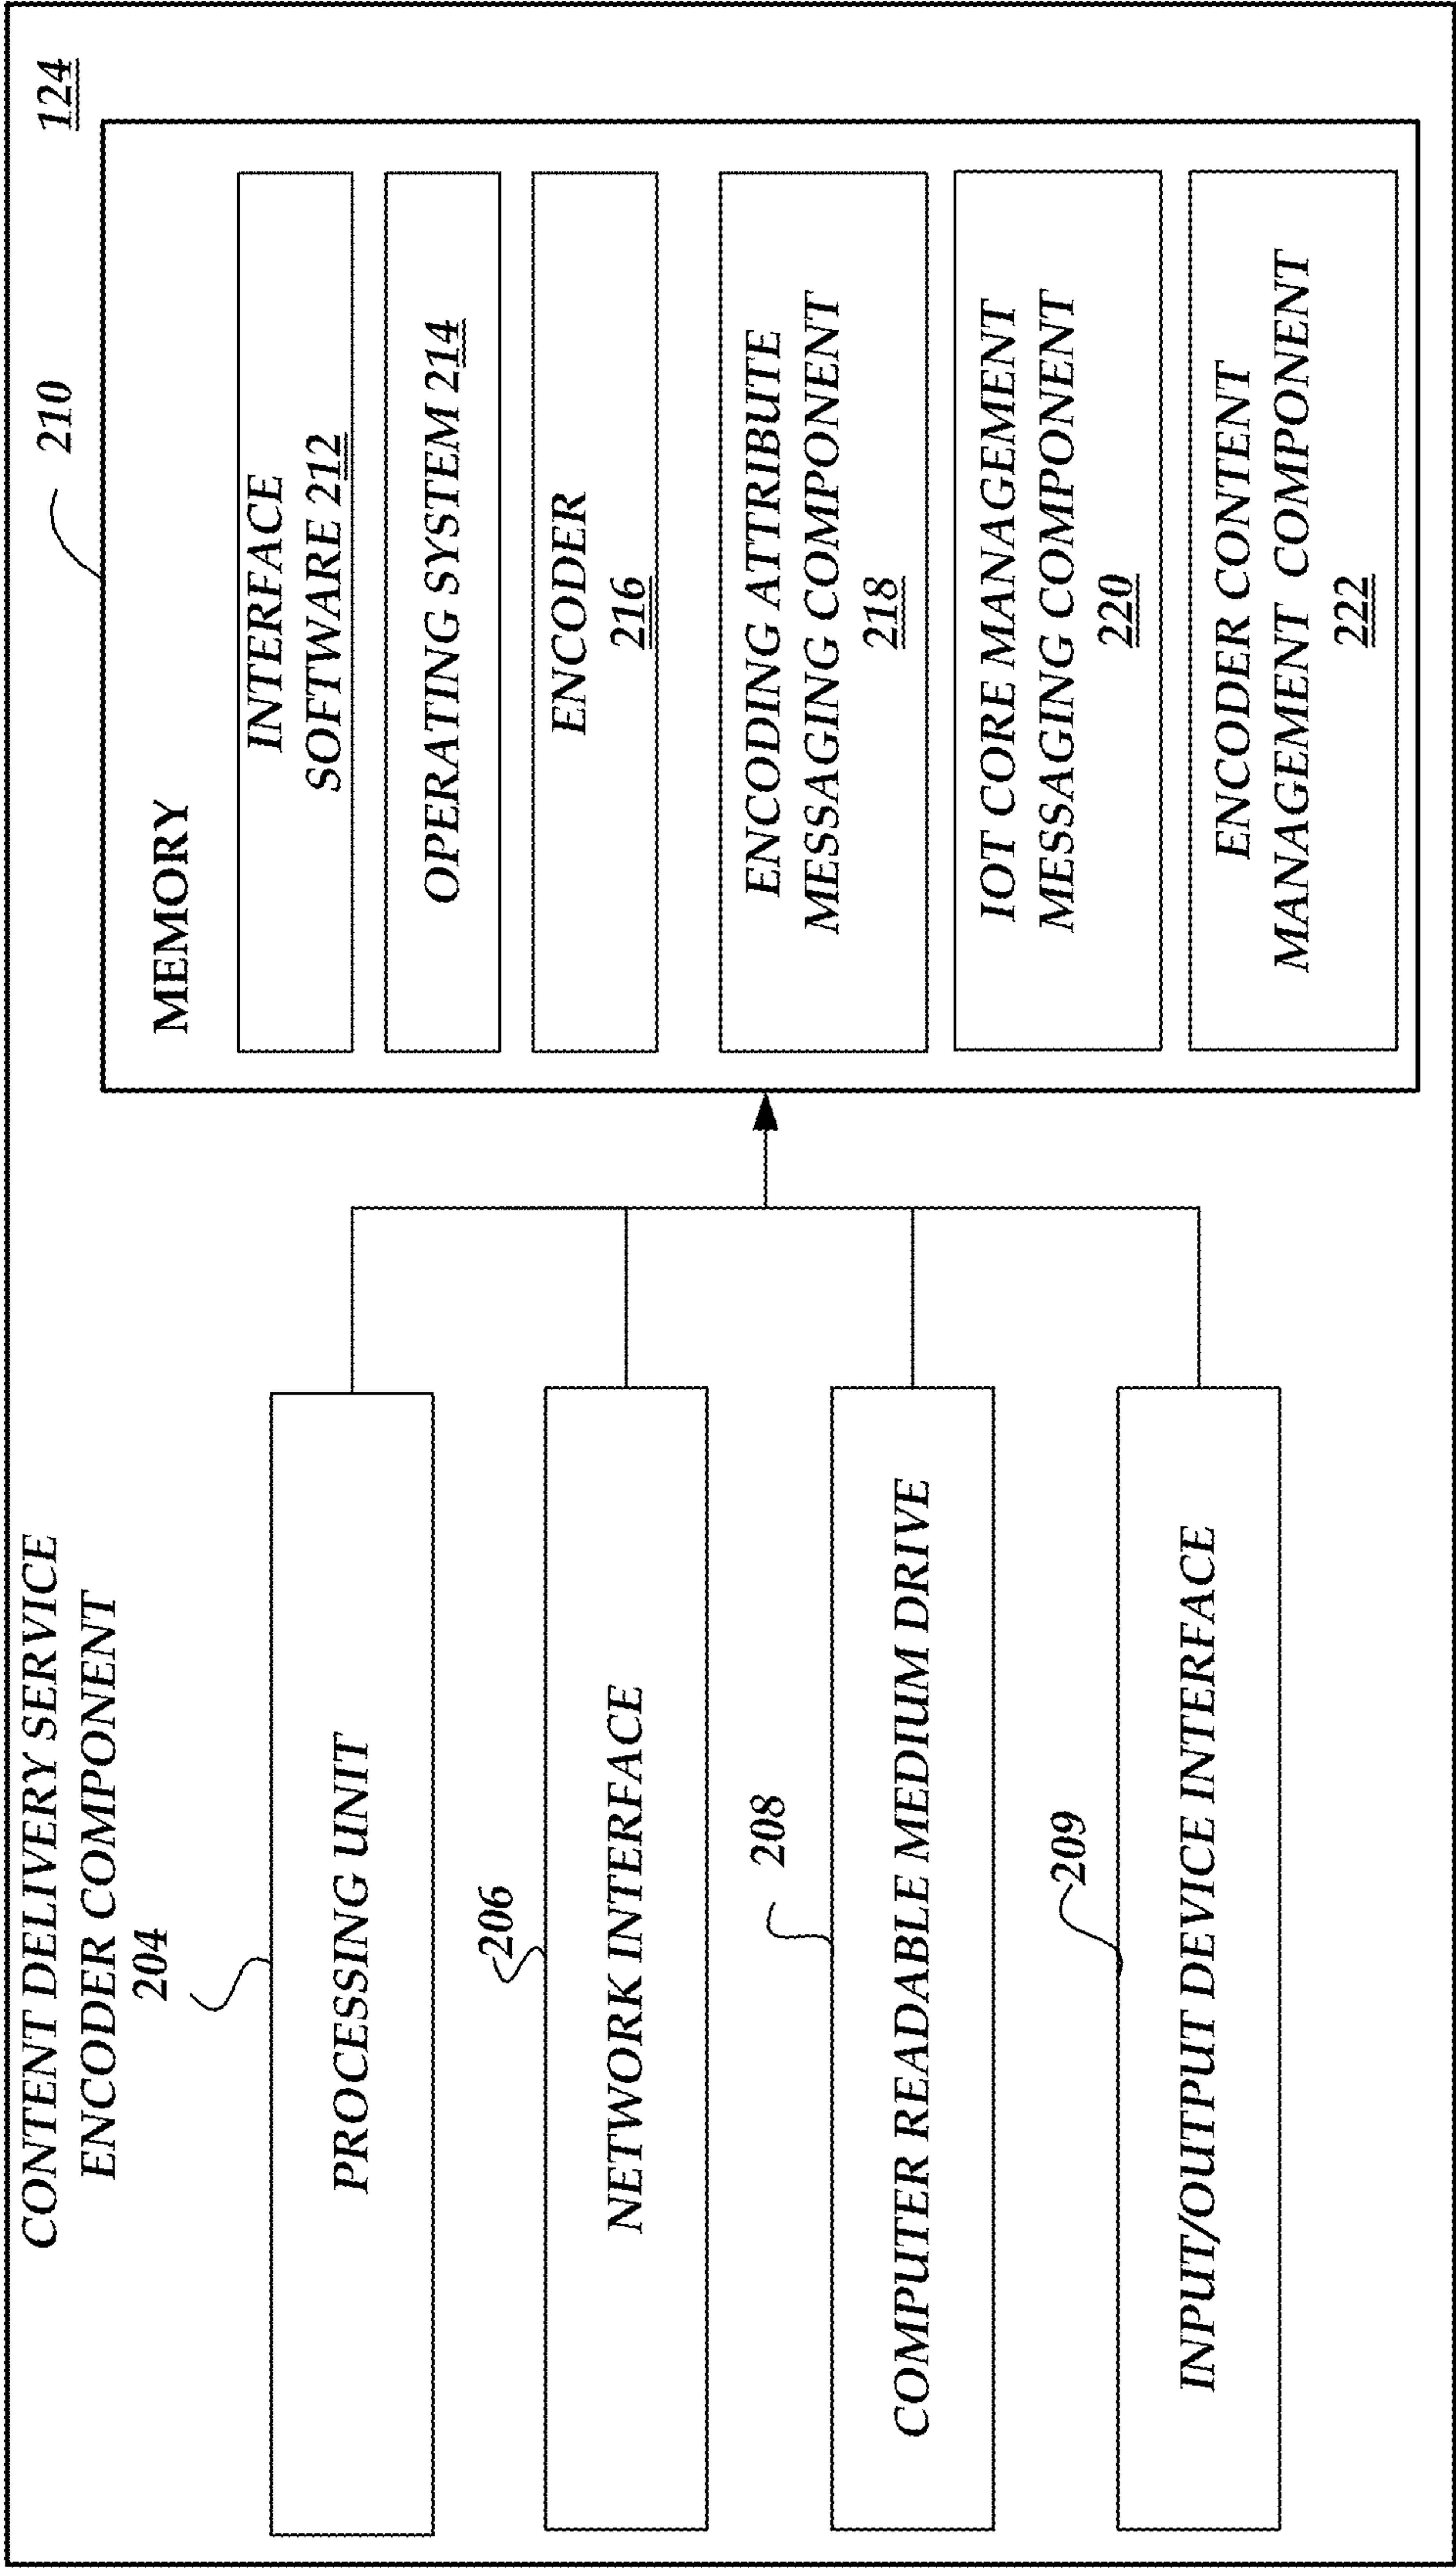 CONTENT DELIVERY SERVICE
ENCODER COMPONENT
204
PROCESSING UNIT
206
NETWORK INTERFACE
208
COMPUTER READABLE MEDIUM DRIVE
209
INPUT/OUTPUT DEVICE INTERFACE
124
210
MEMORY
INTERFACE
SOFTWARE 212
OPERATING SYSTEM 214
ENCODER
216
ENCODING ATTRIBUTE
MESSAGING COMPONENT
218
IOT CORE MANAGEMENT
MESSAGING COMPONENT
220
ENCODER CONTENT
MANAGEMENT COMPONENT
222